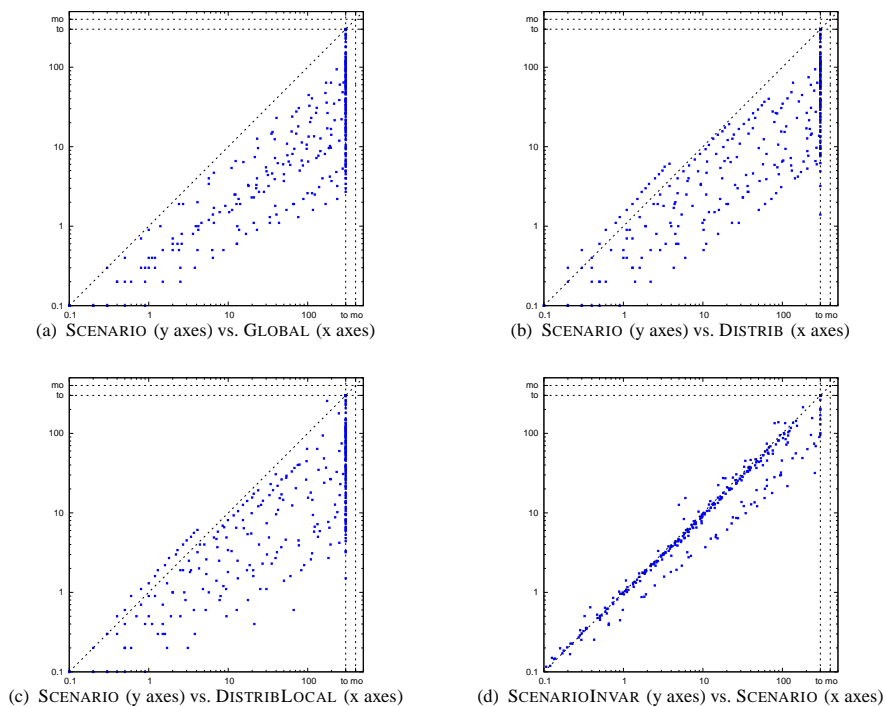 mo
to
100
10
1
0.1
0.1 1 10 100 to mo
(a) SCENARIO (y axes) vs. GLOBAL (x axes)
mo
to
100
10
1
0.1
0.1 1 10 100 to mo
(b) SCENARIO (y axes) vs. DISTRIB (x axes)
mo
to
100
10
1
0.1
0.1 1 10 100 to mo
(c) SCENARIO (y axes) vs. DISTRIBLOCAL (x axes)
mo
to
100
10
1
0.1
0.1 1 10 100 to mo
(d) SCENARIOINVAR (y axes) vs. SCENARIO (x axes)